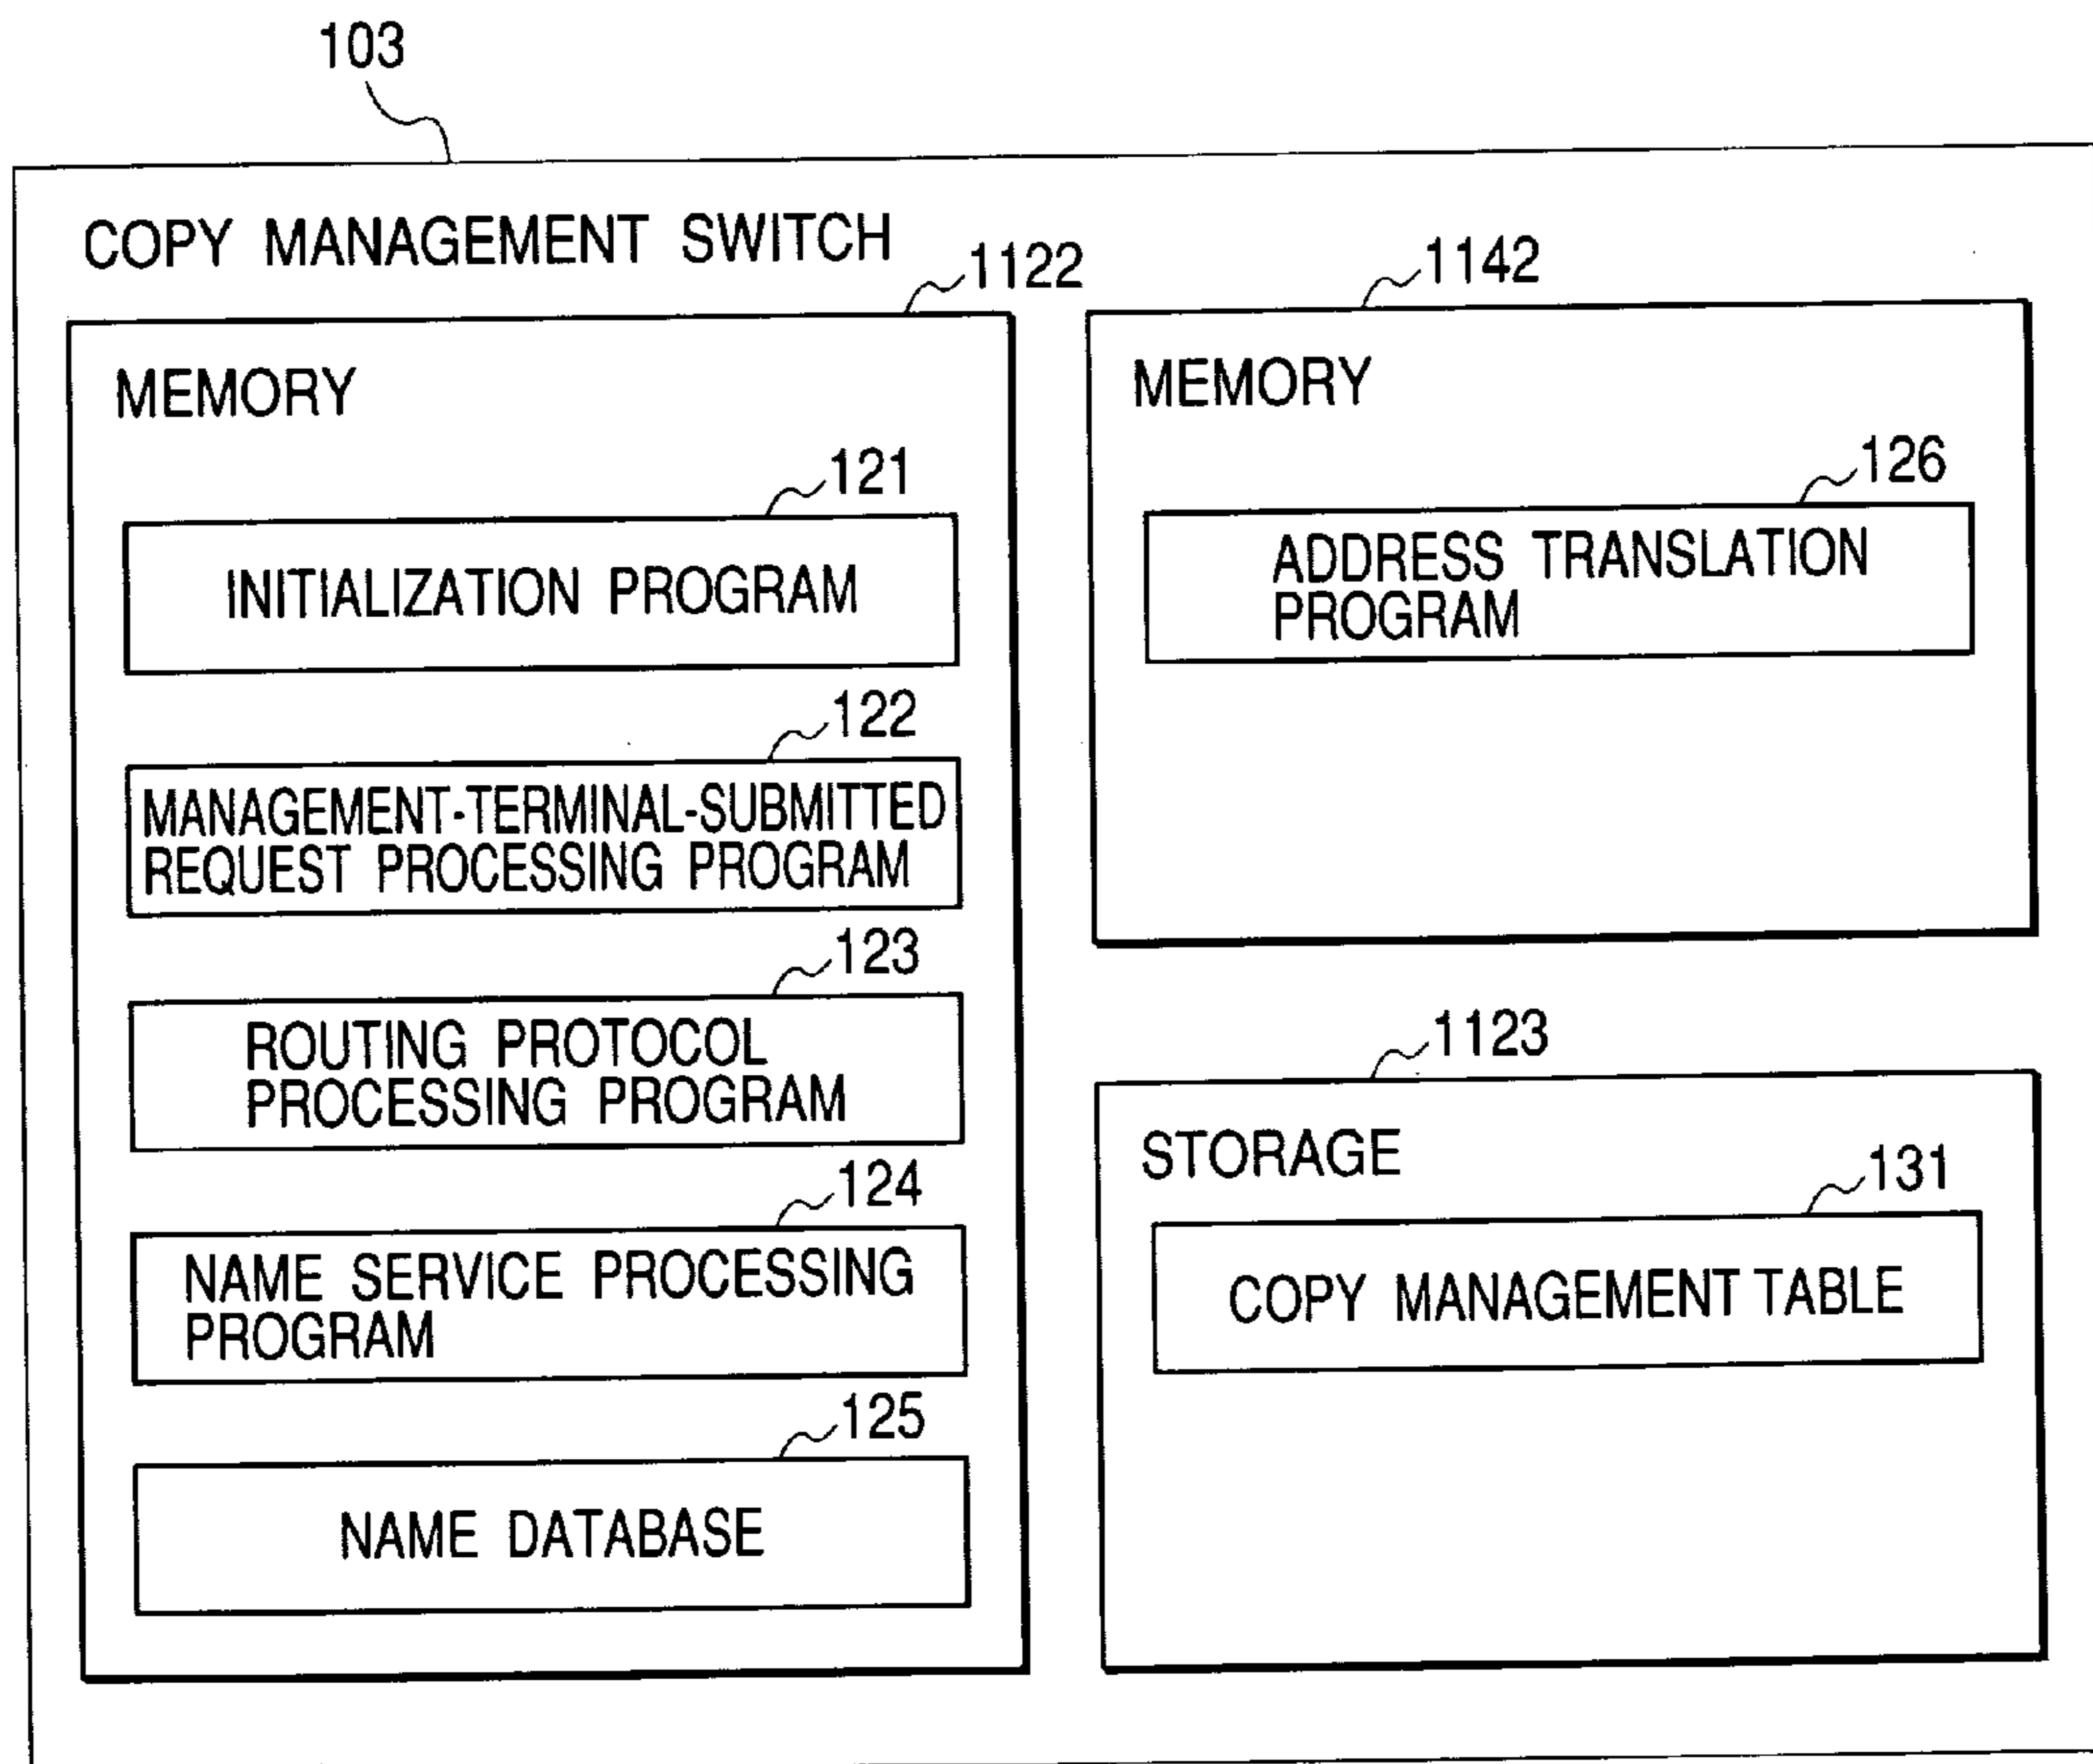 103
COPY MANAGEMENT SWITCH
1122
MEMORY
121
INITIALIZATION PROGRAM
122
MANAGEMENT-TERMINAL-SUBMITTED
REQUEST PROCESSING PROGRAM
123
ROUTING PROTOCOL
PROCESSING PROGRAM
124
NAME SERVICE PROCESSING
PROGRAM
125
NAME DATABASE
1142
MEMORY
126
ADDRESS TRANSLATION
PROGRAM
1123
STORAGE
131
COPY MANAGEMENT TABLE